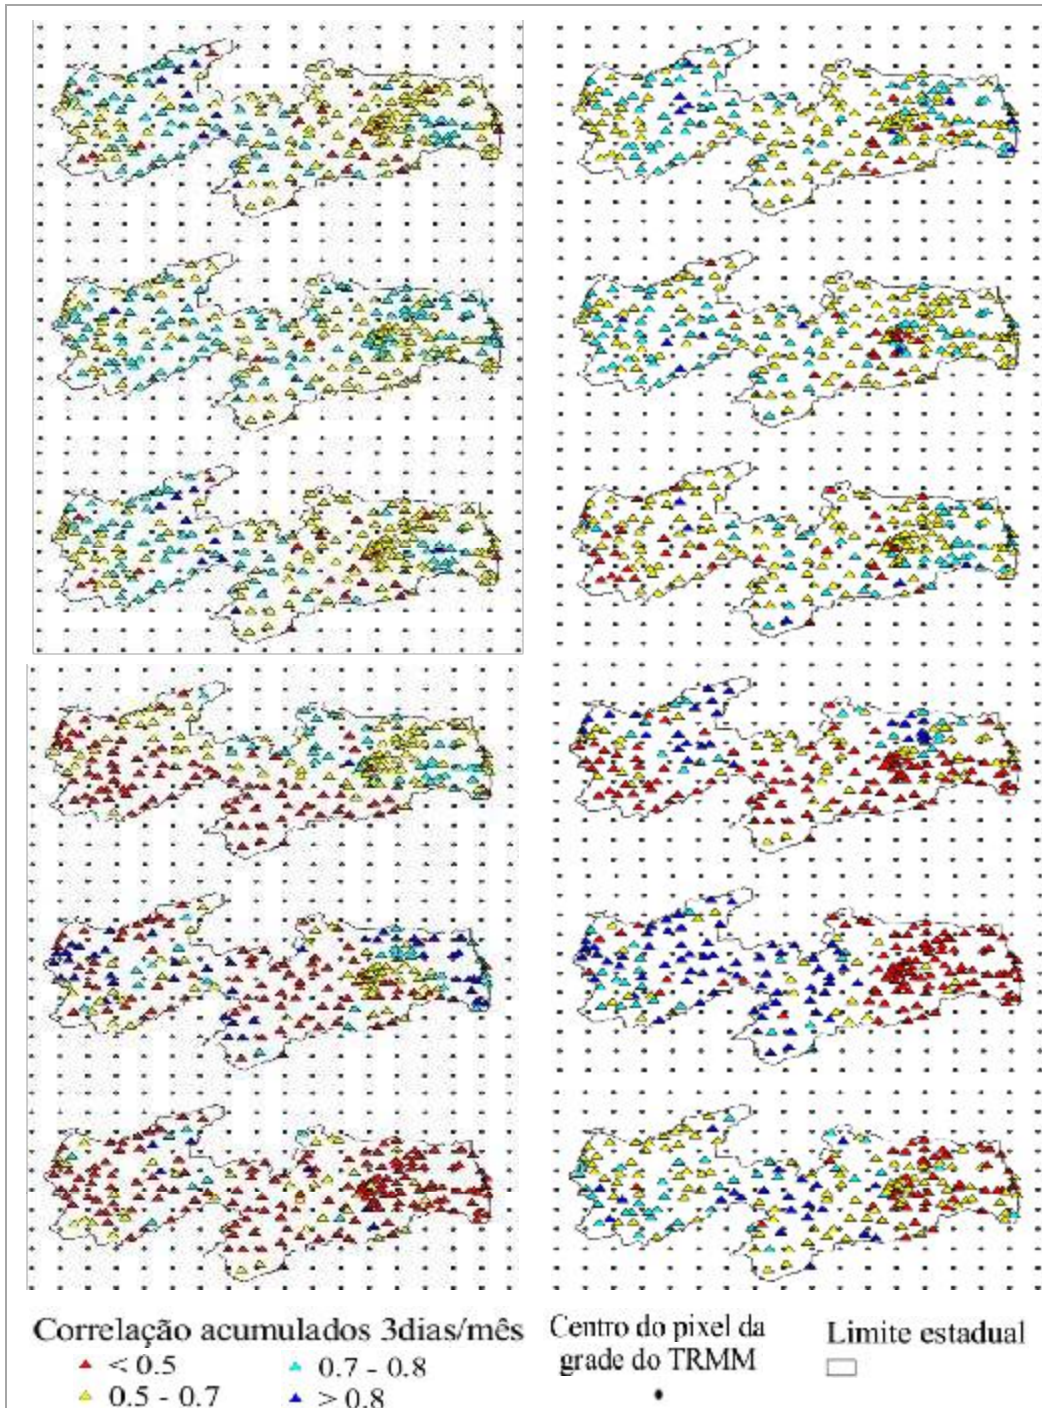 Correlação acumulados 3dias/mês
< 0.5
0.7 - 0.8
0.5 - 0.7
> 0.8
Centro do pixel da
grade do TRMM
Limite estadual